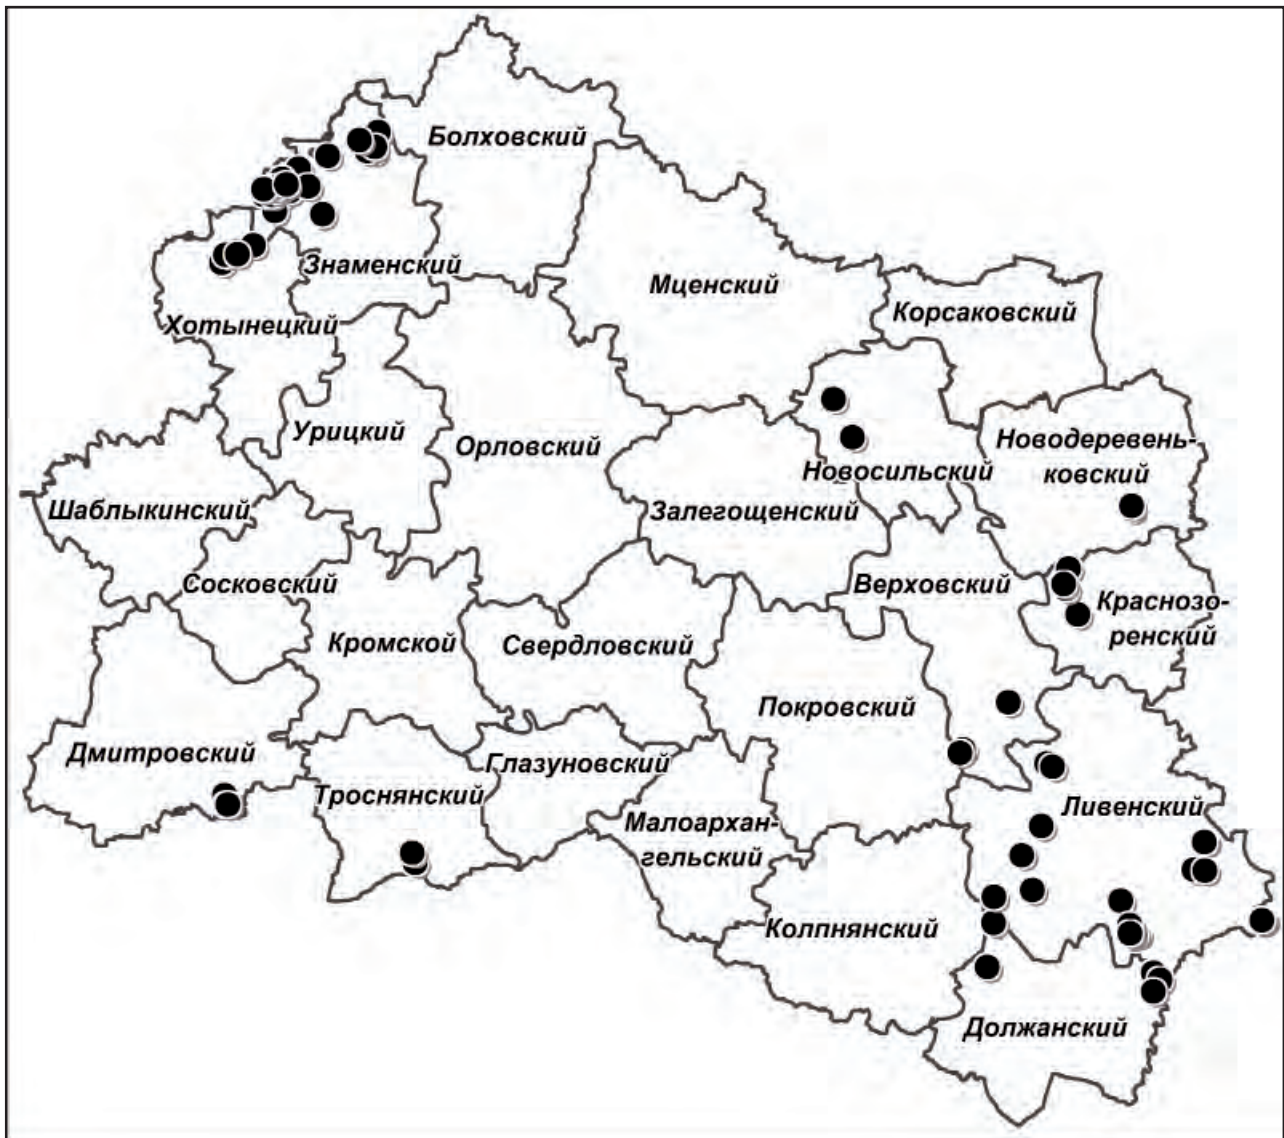 Болховский
Знаменский
Мценский
Корсаковский
Хотынецкий
Урицкий
Орловский
Новодеревень-
ковский
Новосильский
Шаблыкинский
Залегощенский
Сосковский
Верховский
Краснозо-
ренский
Кромской
Свердловский
Покровский
Дмитровский
Глазуновский
Троснянский
Ливенский
Малоархан-
гельский
Колпнянский
Должанский